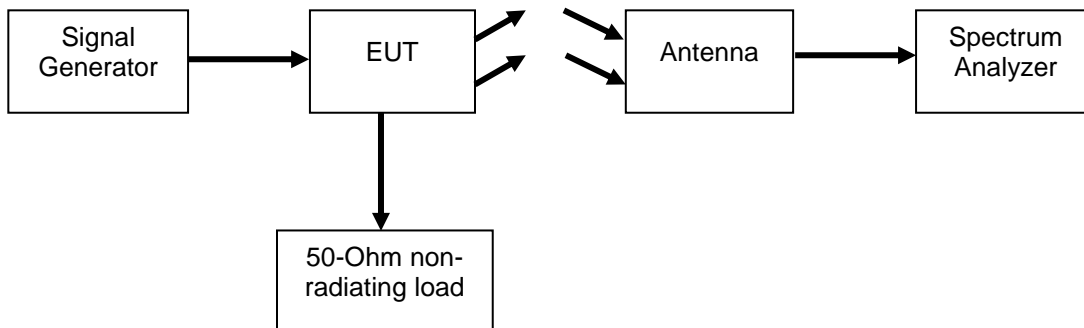 Signal
Generator
EUT
Antenna
Spectrum
Analyzer
50-Ohm non-
radiating load